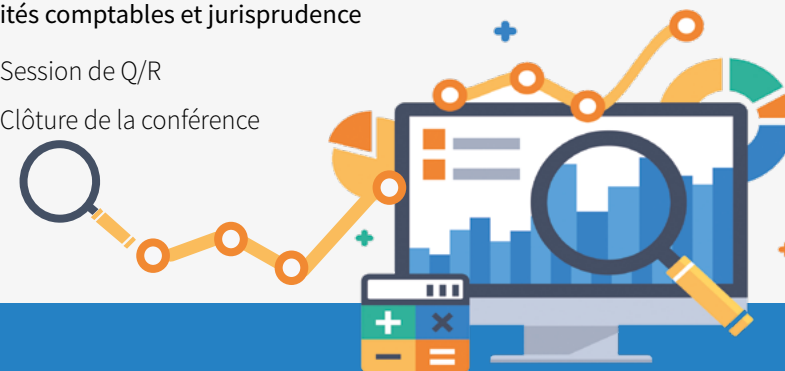 ités comptables et jurisprudence
Session de Q/R
Clôture de la conférence